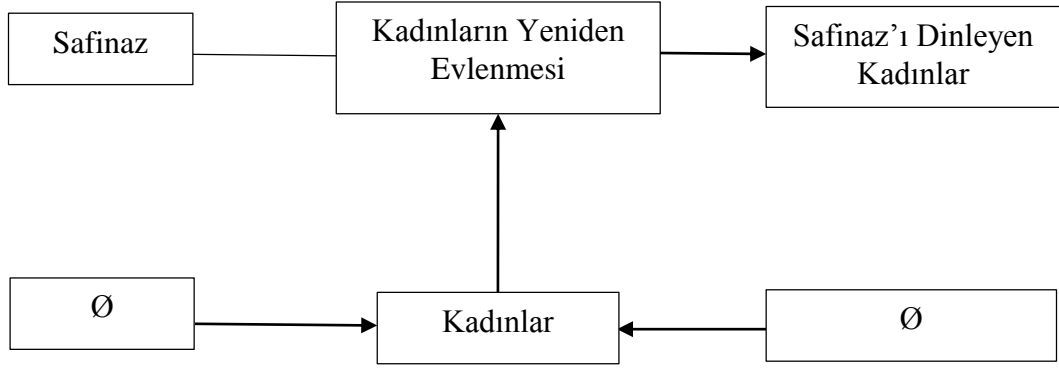 Safinaz
Kadınların Yeniden
Evlenmesi
Safinaz’ı Dinleyen
Kadınlar
Ø
Kadınlar
Ø